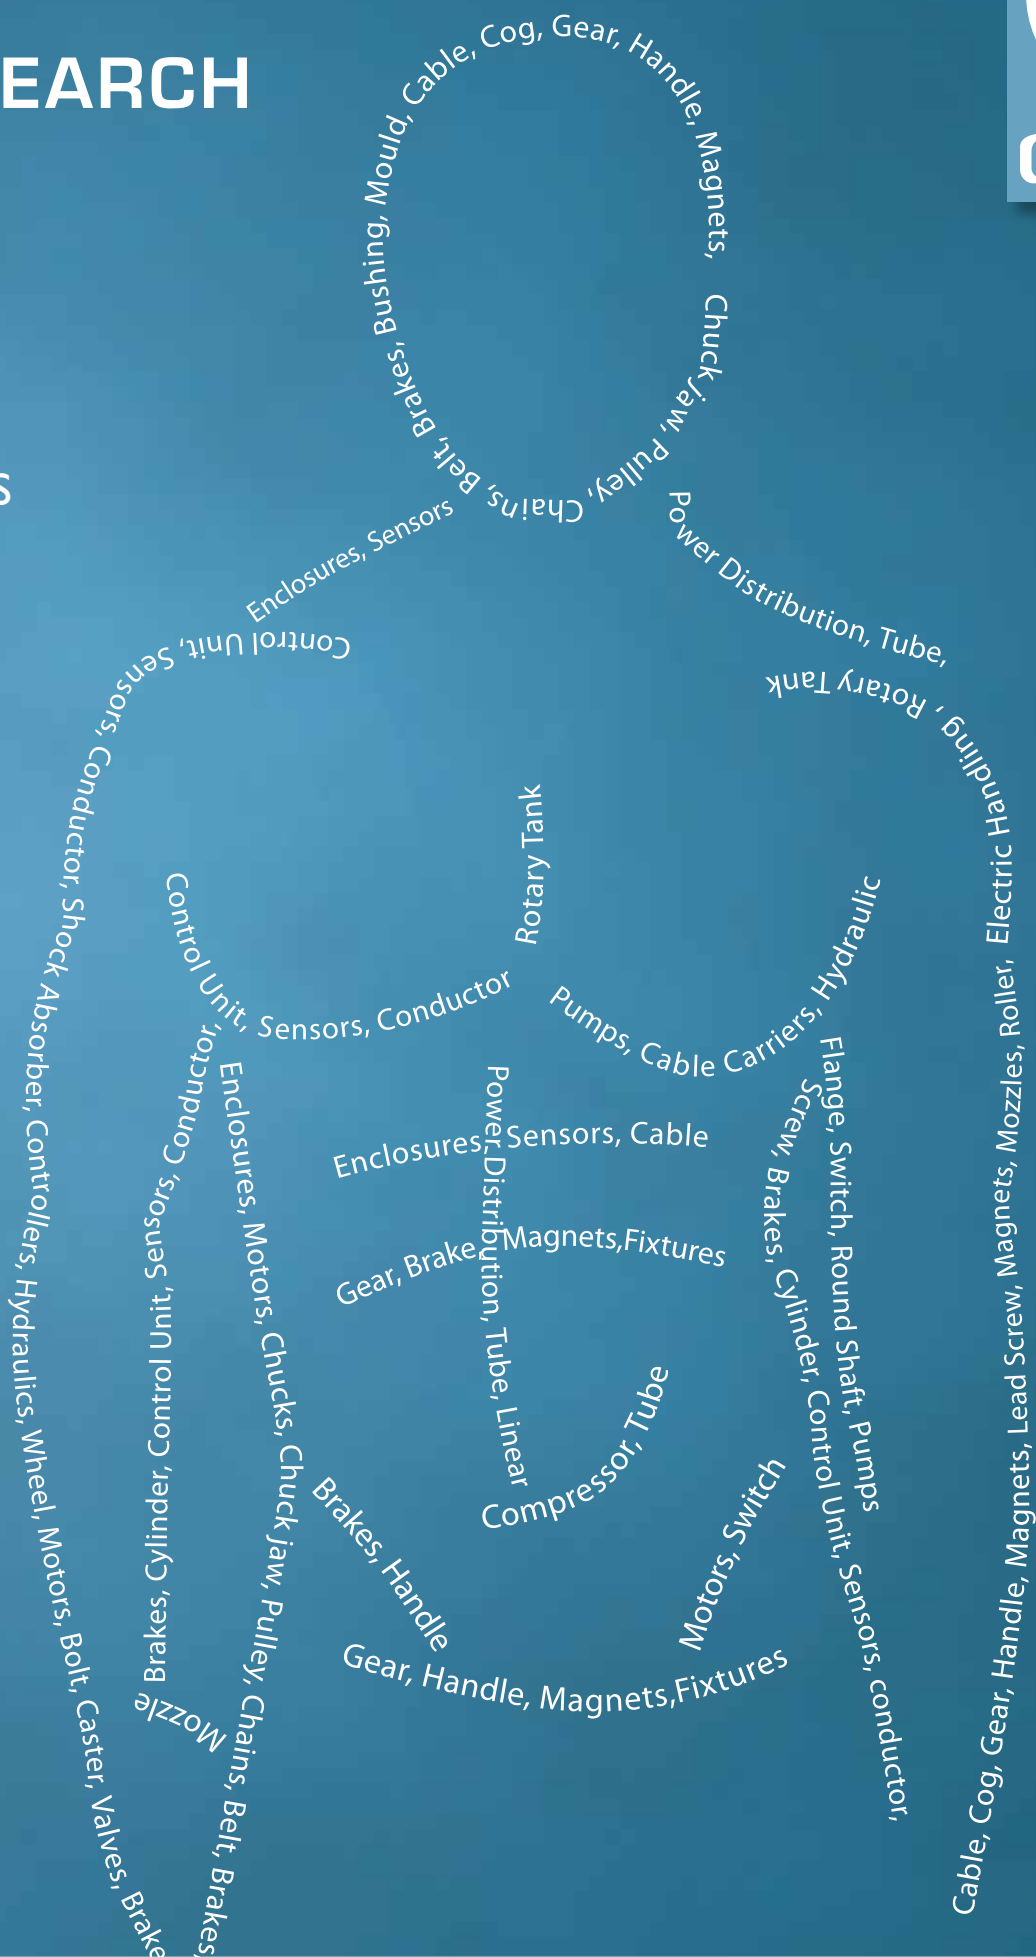 EARCH
Chuck jaw, Pulley, Chains, Belt, Brakes, Bushing, Mould, Cable, Cog, Gear, Handle, Magnets,
s
Enclosures, Sensors
Power Distribution, Tube,
Control Unit, Sensors, Conductor, Shock Absorber, Controllers, Hydraulics, Wheel, Motors, Bolt, Caster, Valves, Brake
Cable, Cog, Gear, Handle, Magnets, Lead Screw, Magnets, Mozzles, Roller, Electric Handling , Rotary Tank
Rotary Tank
Control Unit, Sensors, Conductor
Pumps, Cable Carriers, Hydraulic
Brakes, Cylinder, Control Unit, Sensors, Conductor,
Enclosures, Motors, Chucks, Chuck jaw, Pulley, Chains, Belt, Brakes,
Power Distribution, Tube, Linear
Enclosures, Sensors, Cable
Gear, Brake, Magnets,Fixtures
Flange, Switch, Round Shaft, Pumps
Screw, Brakes, Cylinder, Control Unit, Sensors, conductor,
Compressor, Tube
Brakes, Handle
Motors, Switch
Gear, Handle, Magnets,Fixtures
Mozzle